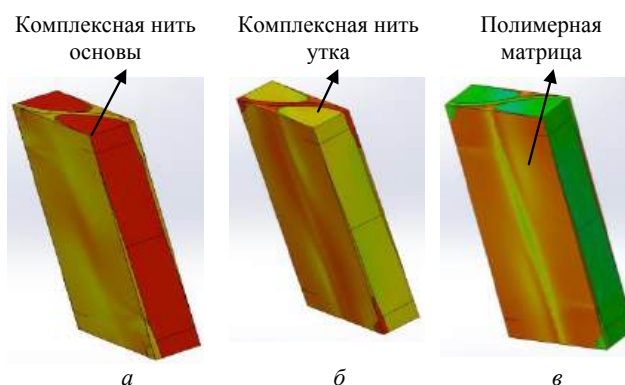 Комплексная нить
основы
Комплексная нить
утка
Полимерная
матрица
а
б
в